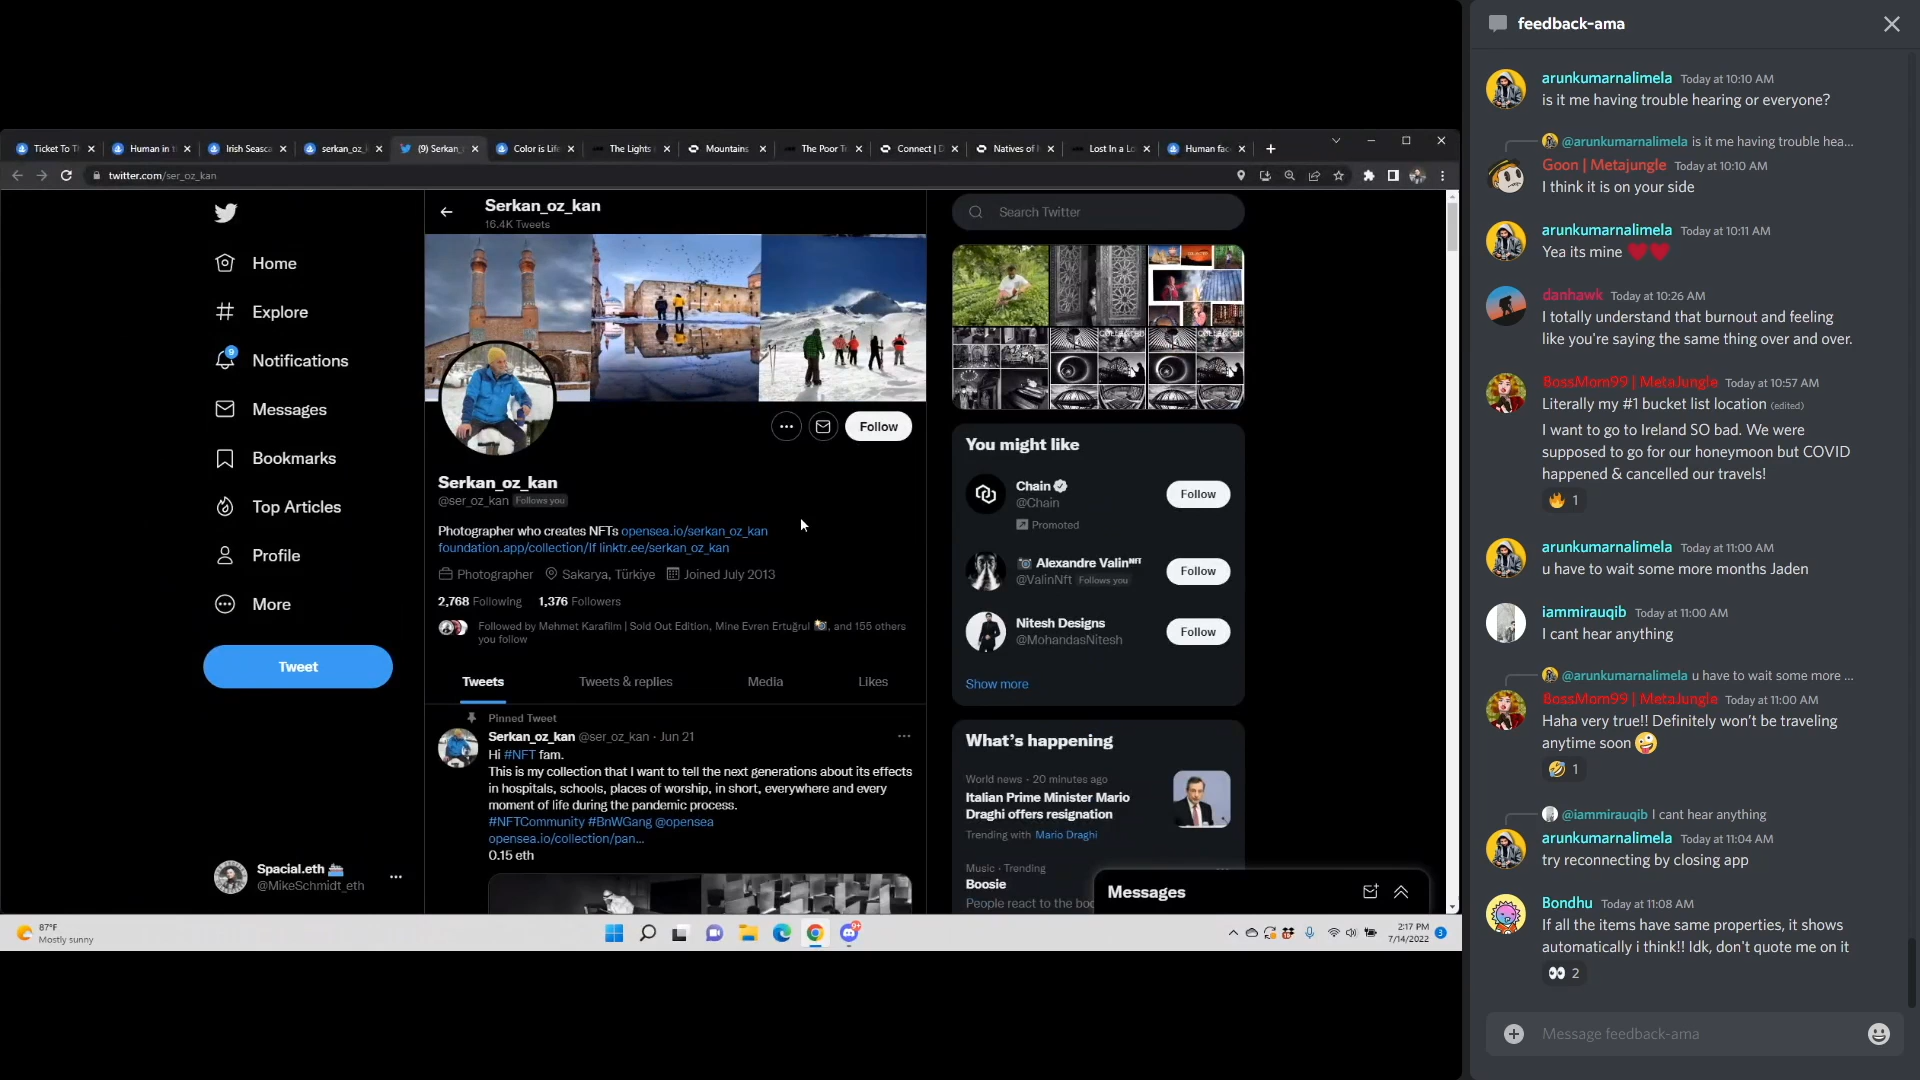 Ticket To T
Human in t
Irish Seasca
serkan_oz_k
(9) Serkan_
Color is Life
The Lights
Mountains
The Poor Tr
Connect | D
Natives of
Lost In a Lo
Human fac
twitter.com/ser_oz_kan
Home
Explore
9
Notifications
Messages
Bookmarks
Top Articles
Profile
More
Tweet
Spacial.eth
@MikeSchmidt_eth
Serkan_oz_kan
16.4K Tweets
Follow
Serkan_oz_kan
@ser_oz_kan Follows you
Photographer who creates NFTs opensea.io/serkan_oz_kan
foundation.app/collection/lf linktr.ee/serkan_oz_kan
Photographer Sakarya, Türkiye Joined July 2013
2,768 Following 1,376 Followers
Followed by Mehmet Karafilm | Sold Out Edition, Mine Evren Ertuğrul 📸, and 155 others
you follow
Tweets Tweets & replies Media Likes
Pinned Tweet
Serkan_oz_kan @ser_oz_kan · Jun 21
Hi #NFT fam.
This is my collection that I want to tell the next generations about its effects
in hospitals, schools, places of worship, in short, everywhere and every
moment of life during the pandemic process.
#NFTCommunity #BnWGang @opensea
opensea.io/collection/pan...
0.15 eth
Search Twitter
You might like
Chain
@Chain
Follow
Promoted
📷 Alexandre Valinᴺᶠᵀ
@ValinNft Follows you
Follow
Nitesh Designs
@MohandasNitesh
Follow
Show more
What's happening
World news · 20 minutes ago
Italian Prime Minister Mario
Draghi offers resignation
Trending with Mario Draghi
Music · Trending
Boosie
People react to the boo
Messages
87°F
Mostly sunny
2:17 PM
7/14/2022
3
feedback-ama
arunkumarnalimela Today at 10:10 AM
is it me having trouble hearing or everyone?
@arunkumarnalimela is it me having trouble hea...
Goon | Metajungle Today at 10:10 AM
I think it is on your side
arunkumarnalimela Today at 10:11 AM
Yea its mine ♥♥
danhawk Today at 10:26 AM
I totally understand that burnout and feeling
like you're saying the same thing over and over.
BossMom99 | MetaJungle Today at 10:57 AM
Literally my #1 bucket list location (edited)
I want to go to Ireland SO bad. We were
supposed to go for our honeymoon but COVID
happened & cancelled our travels!
🔥 1
arunkumarnalimela Today at 11:00 AM
u have to wait some more months Jaden
iammirauqib Today at 11:00 AM
I cant hear anything
@arunkumarnalimela u have to wait some more ...
BossMom99 | MetaJungle Today at 11:00 AM
Haha very true!! Definitely won't be traveling
anytime soon 🤪
🤣 1
@iammirauqib I cant hear anything
arunkumarnalimela Today at 11:04 AM
try reconnecting by closing app
Bondhu Today at 11:08 AM
If all the items have same properties, it shows
automatically i think!! Idk, don't quote me on it
👀 2
Message feedback-ama